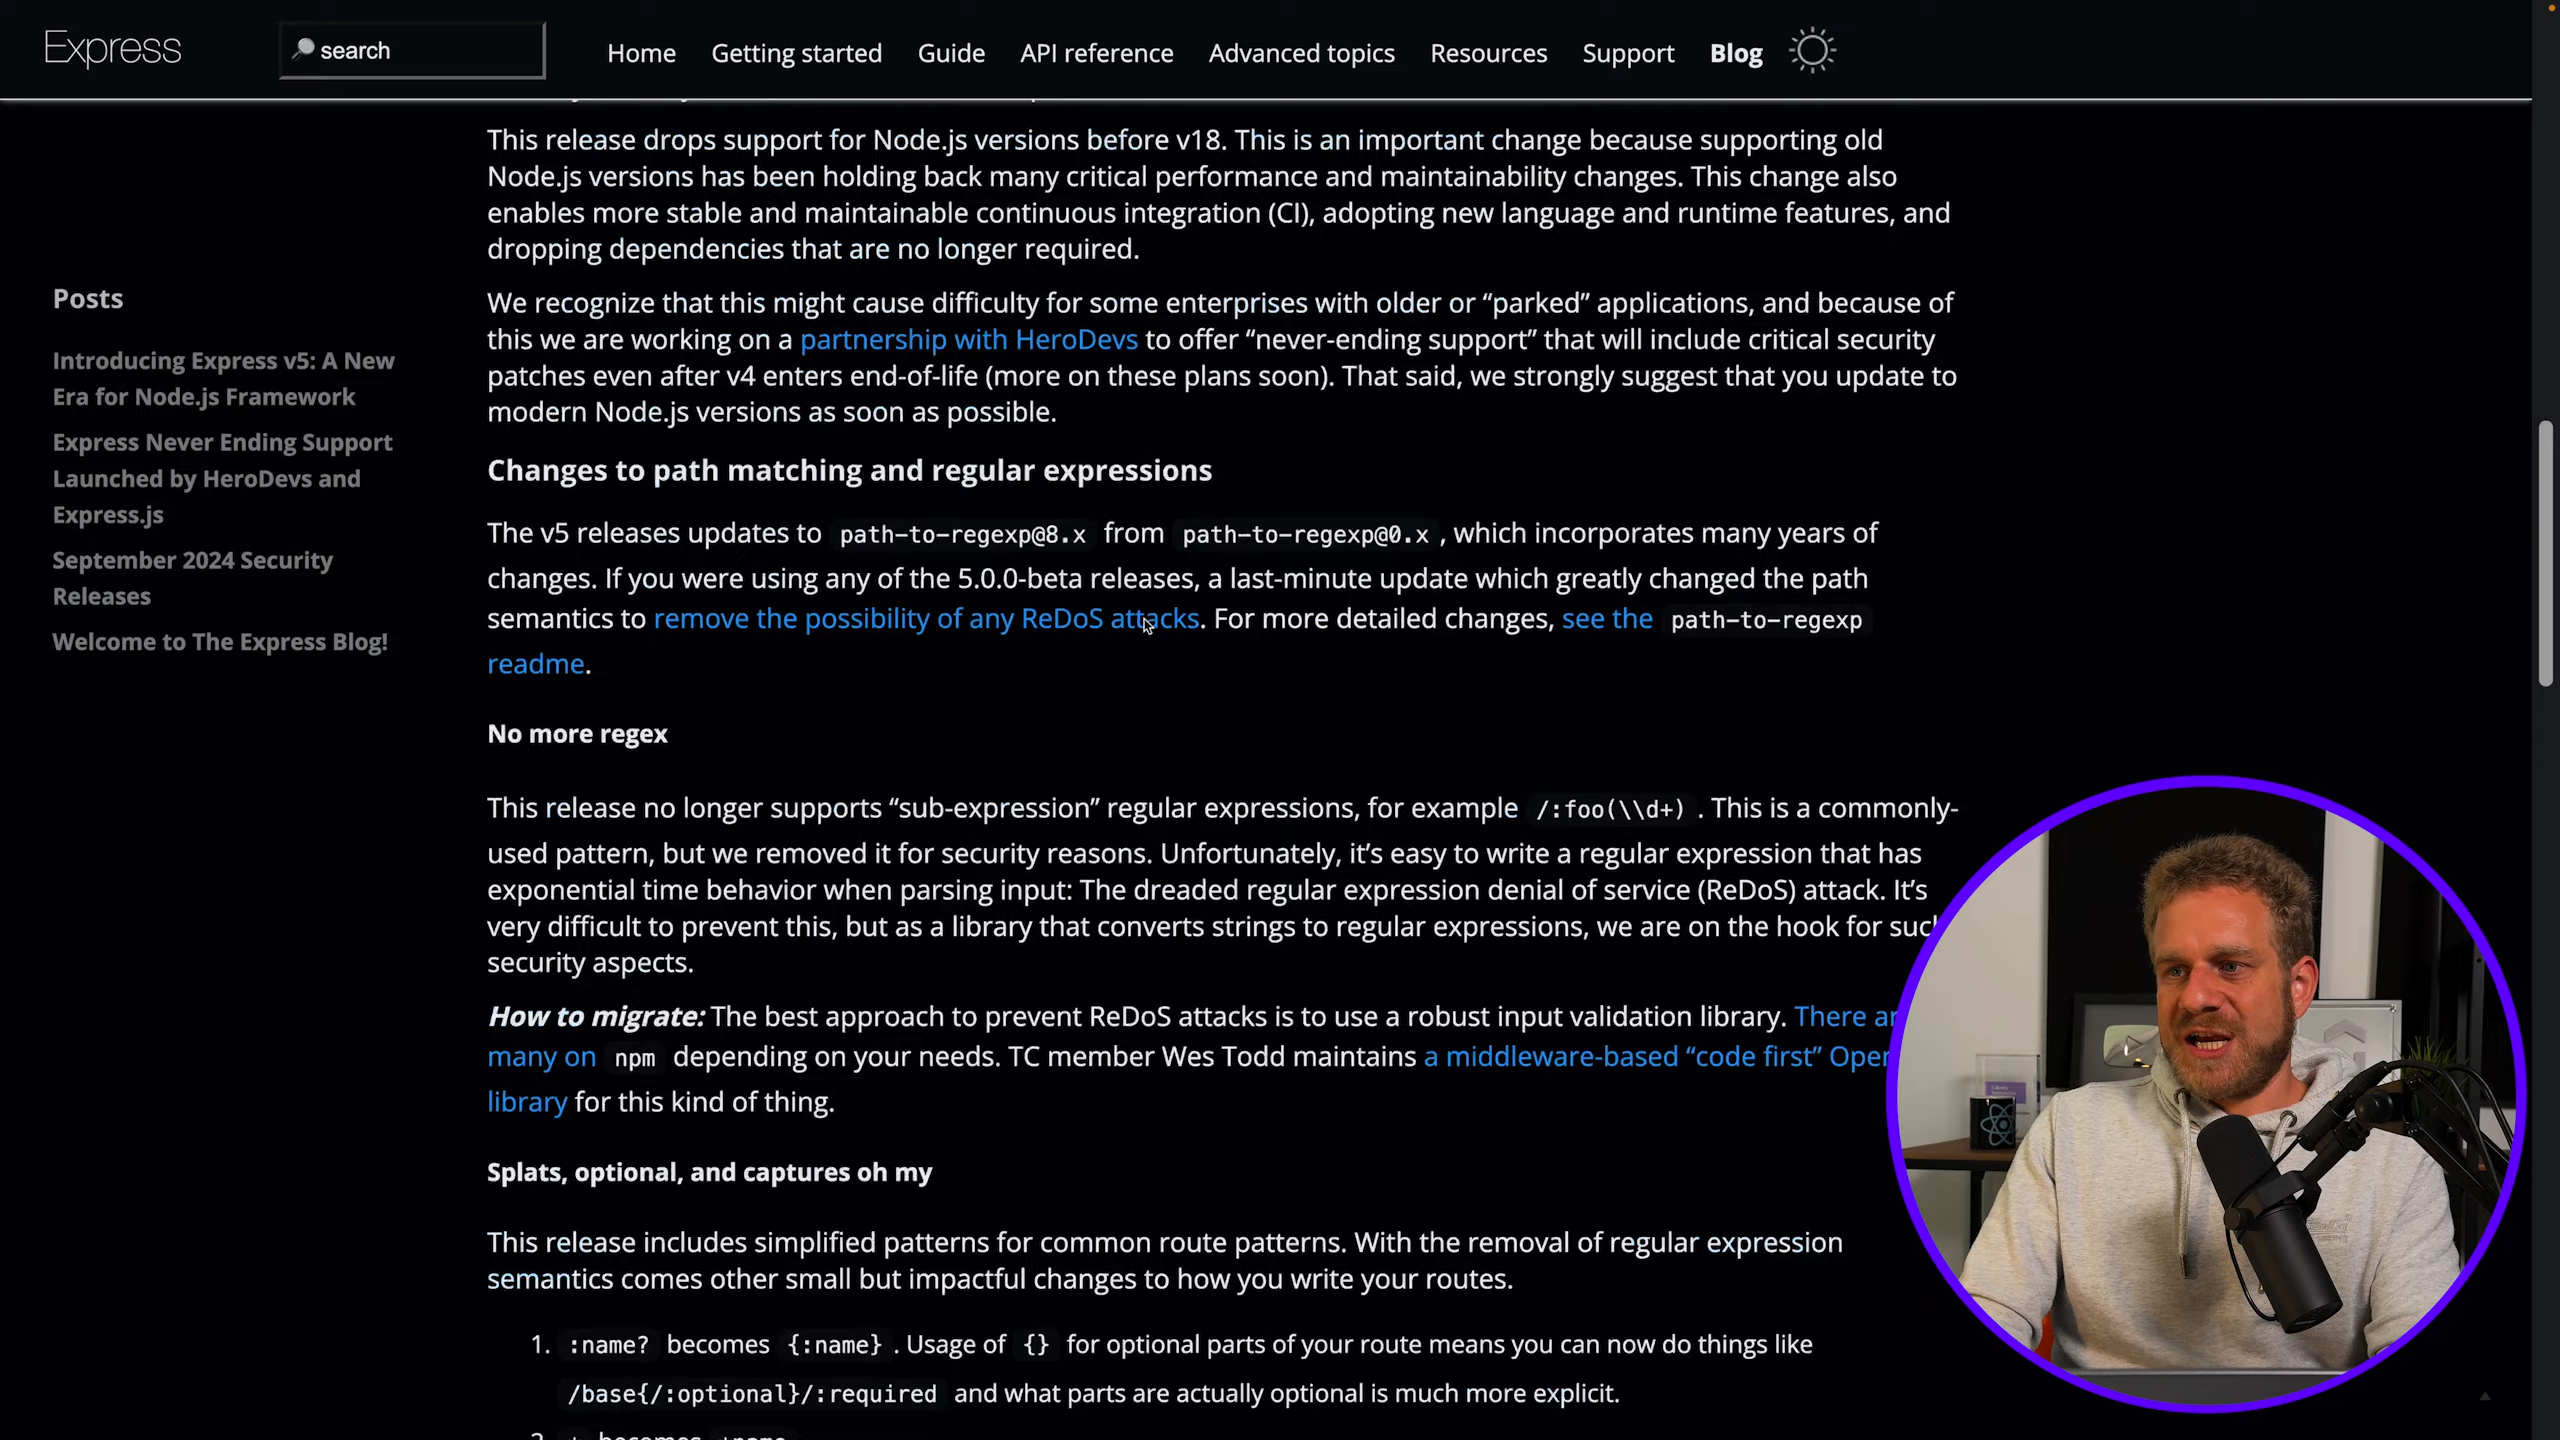 Express
search
Home Getting started Guide API reference Advanced topics Resources Support Blog
This release drops support for Node.js versions before v18. This is an important change because supporting old
Node.js versions has been holding back many critical performance and maintainability changes. This change also
enables more stable and maintainable continuous integration (CI), adopting new language and runtime features, and
dropping dependencies that are no longer required.
Posts
Introducing Express v5: A New
Era for Node.js Framework
Express Never Ending Support
Launched by HeroDevs and
Express.js
September 2024 Security
Releases
Welcome to The Express Blog!
We recognize that this might cause difficulty for some enterprises with older or “parked” applications, and because of
this we are working on a partnership with HeroDevs to offer “never-ending support” that will include critical security
patches even after v4 enters end-of-life (more on these plans soon). That said, we strongly suggest that you update to
modern Node.js versions as soon as possible.
Changes to path matching and regular expressions
The v5 releases updates to path-to-regexp@8.x from path-to-regexp@0.x, which incorporates many years of
changes. If you were using any of the 5.0.0-beta releases, a last-minute update which greatly changed the path
semantics to remove the possibility of any ReDoS attacks. For more detailed changes, see the path-to-regexp
readme.
No more regex
This release no longer supports “sub-expression” regular expressions, for example /:foo(\\d+). This is a commonly-
used pattern, but we removed it for security reasons. Unfortunately, it’s easy to write a regular expression that has
exponential time behavior when parsing input: The dreaded regular expression denial of service (ReDoS) attack. It’s
very difficult to prevent this, but as a library that converts strings to regular expressions, we are on the hook for such
security aspects.
How to migrate: The best approach to prevent ReDoS attacks is to use a robust input validation library. There
many on npm depending on your needs. TC member Wes Todd maintains a middleware-based “code first”
library for this kind of thing.
Splats, optional, and captures oh my
This release includes simplified patterns for common route patterns. With the removal of regular expression
semantics comes other small but impactful changes to how you write your routes.
1. :name? becomes {:name}. Usage of {} for optional parts of your route means you can now do things like
/base{/:optional}/:required and what parts are actually optional is much more explicit.